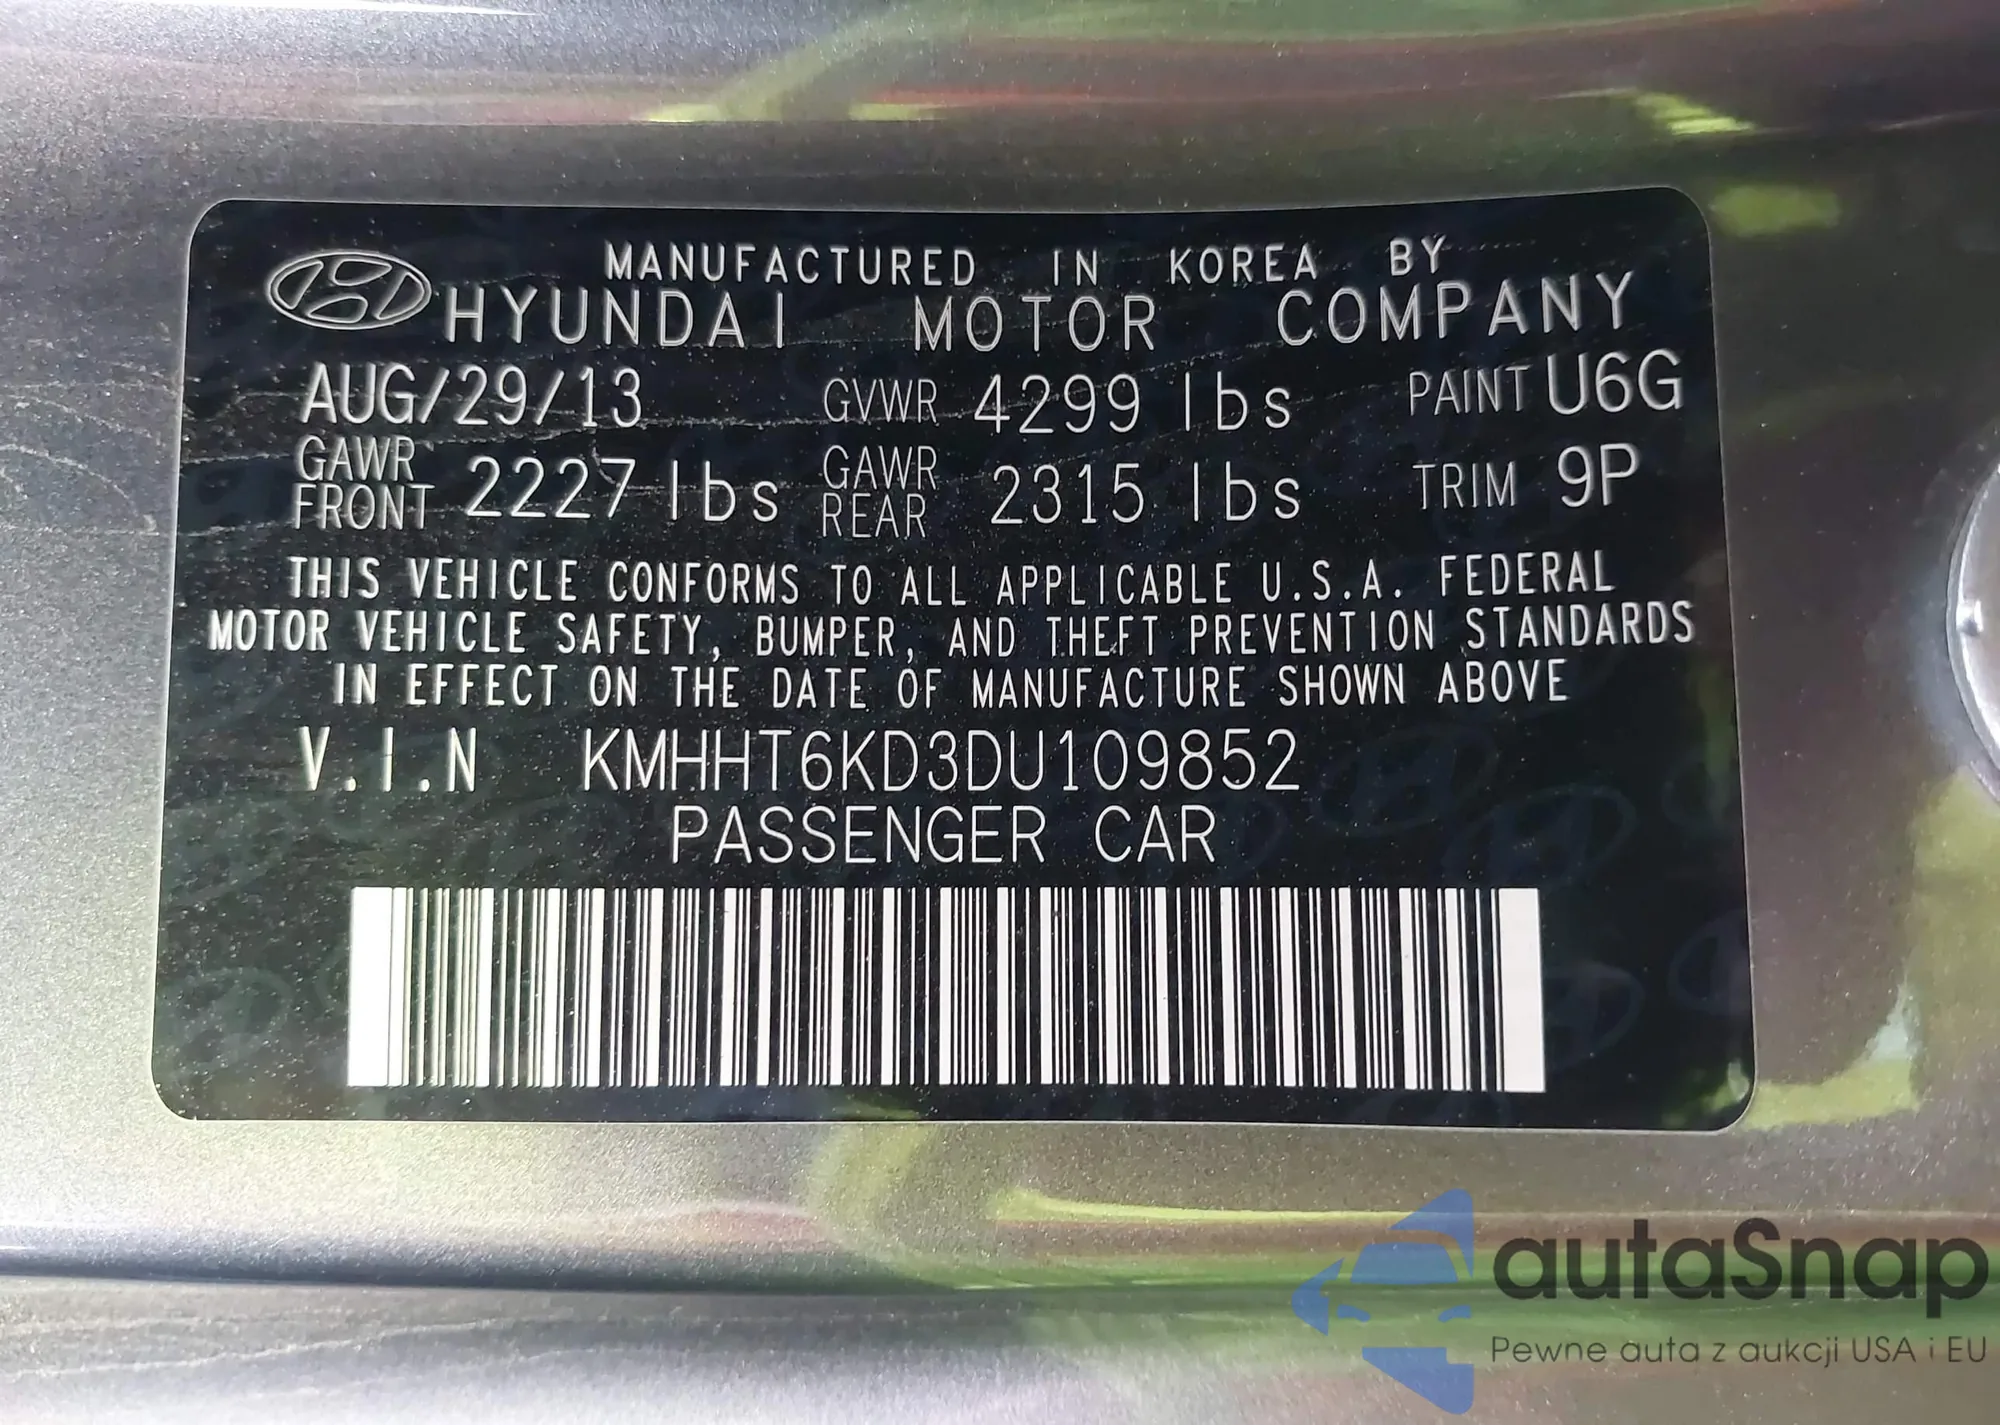 MANUFACTURED IN KOREA BY
HYUNDAI MOTOR COMPANY
AUG/29/13 GVWR 4299 lbs PAINT U6G
GAWR FRONT 2227 lbs GAWR REAR 2315 lbs TRIM 9P
THIS VEHICLE CONFORMS TO ALL APPLICABLE U.S.A. FEDERAL
MOTOR VEHICLE SAFETY, BUMPER, AND THEFT PREVENTION STANDARDS
IN EFFECT ON THE DATE OF MANUFACTURE SHOWN ABOVE
V.I.N KMHHT6KD3DU109852
PASSENGER CAR
autaSnap
Pewne auta z aukcji USA i EU